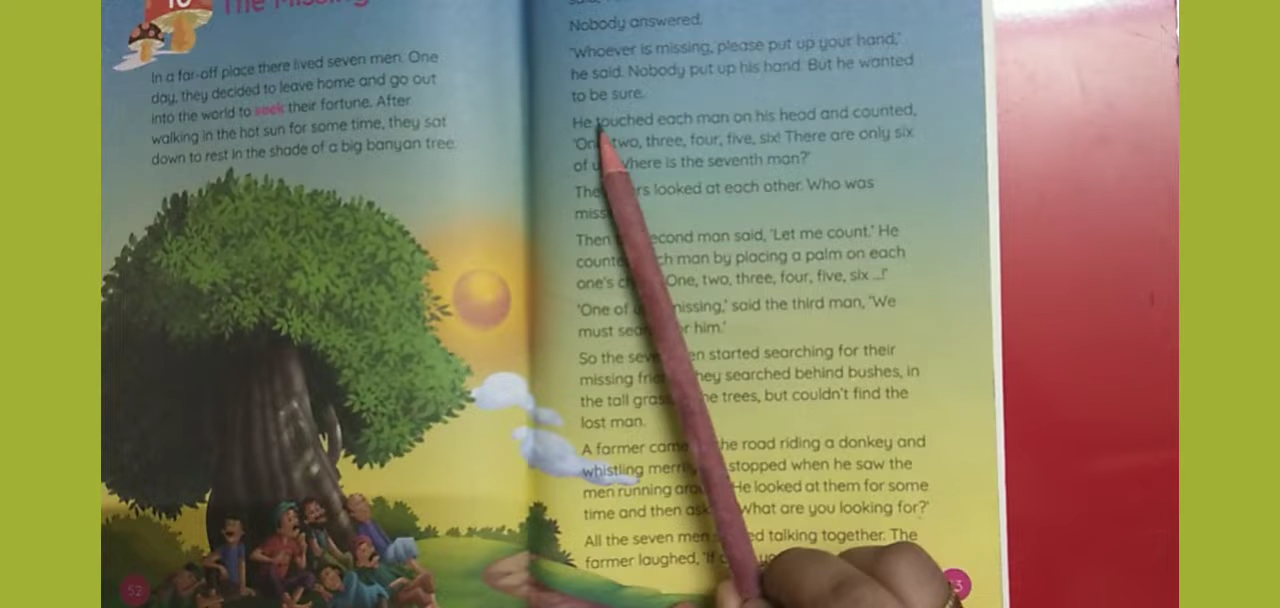 10
The Missing
In a far-off place there lived seven men. One
day, they decided to leave home and go out
into the world to seek their fortune. After
walking in the hot sun for some time, they sat
down to rest in the shade of a big banyan tree.
52
Nobody answered.
'Whoever is missing, please put up your hand,'
he said. Nobody put up his hand. But he wanted
to be sure.
He touched each man on his head and counted,
two, three, four, five, six! There are only six
of Where is the seventh man?'
looked at each other. Who was
Then second man said, 'Let me count.' He
man by placing a palm on each
one's One, two, three, four, five, six ...!'
'One of missing,' said the third man, 'We
must him.'
So the started searching for their
missing They searched behind bushes, in
the tall trees, but couldn't find the
lost man.
A farmer came the road riding a donkey and
whistling stopped when he saw the
men running He looked at them for some
time and then 'What are you looking for?'
All the seven men talking together. The
farmer laughed, 'If